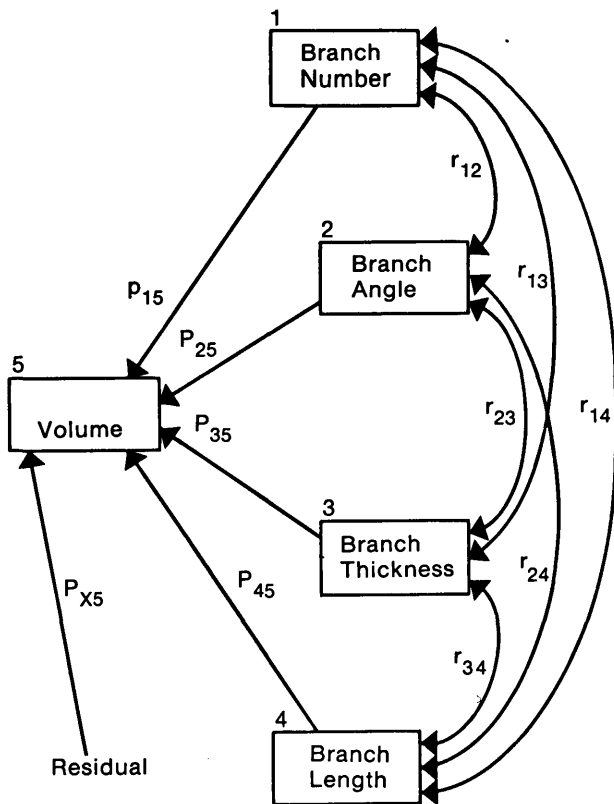 1
Branch
Number
r12
2
Branch
Angle
r13
p15
P25
5
Volume
P35
r23
r14
3
Branch
Thickness
P45
r24
PX5
r34
4
Branch
Length
Residual